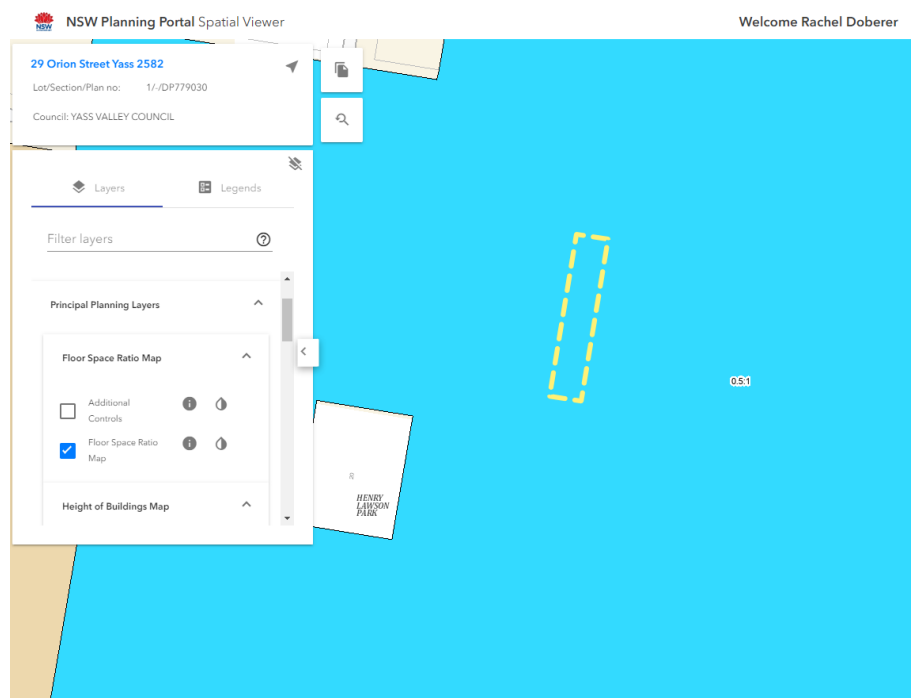 NSW Planning Portal Spatial Viewer
Welcome Rachel Doberer
NSW
29 Orion Street Yass 2582
Lot/Section/Plan no: 1/-/DP779030
Council: YASS VALLEY COUNCIL
Layers
Legends
Filter layers
Principal Planning Layers
Floor Space Ratio Map
Additional
Controls
Floor Space Ratio
Map
Height of Buildings Map
0.5:1
HENRY
LAWSON
PARK